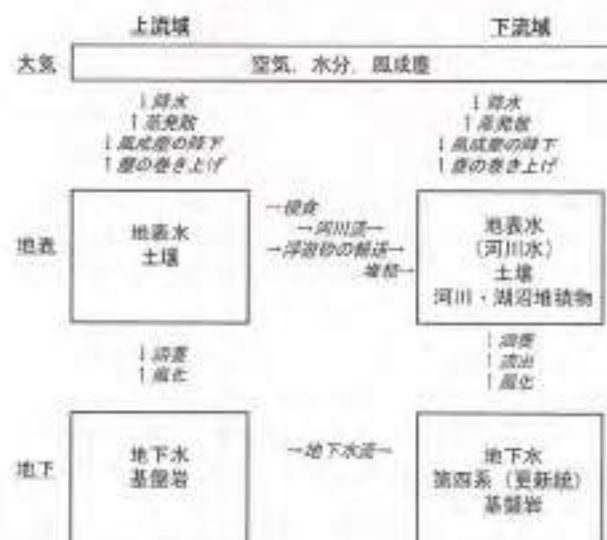 上流域 下流域
大気 空気，水分，風成塵
↓降水 ↓降水
↑蒸発散 ↑蒸発散
↓風成塵の降下 ↓風成塵の降下
↑塵の巻き上げ ↑塵の巻き上げ
←侵食
→河川流→
→浮遊砂の輸送→
堆積→
地表 地表水 地表水
土壌 (河川水)
土壌
河川・湖沼堆積物
↓涵養 ↓涵養
↑風化 ↑流出
↑風化
地下 地下水 →地下水流→ 地下水
基盤岩 第四系（更新統）
基盤岩